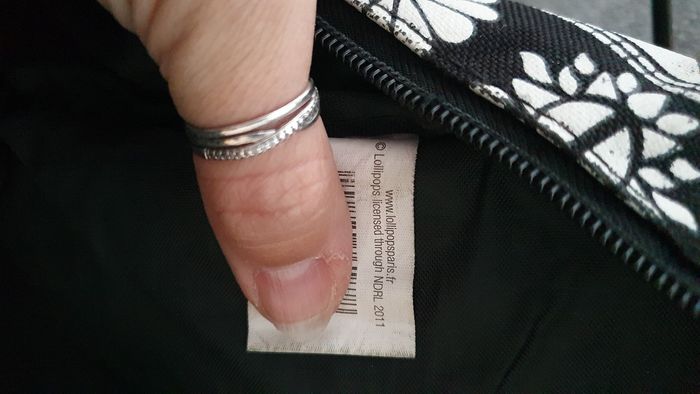 www.lollipopsparis.fr
© Lollipops licensed through NDRL 2011